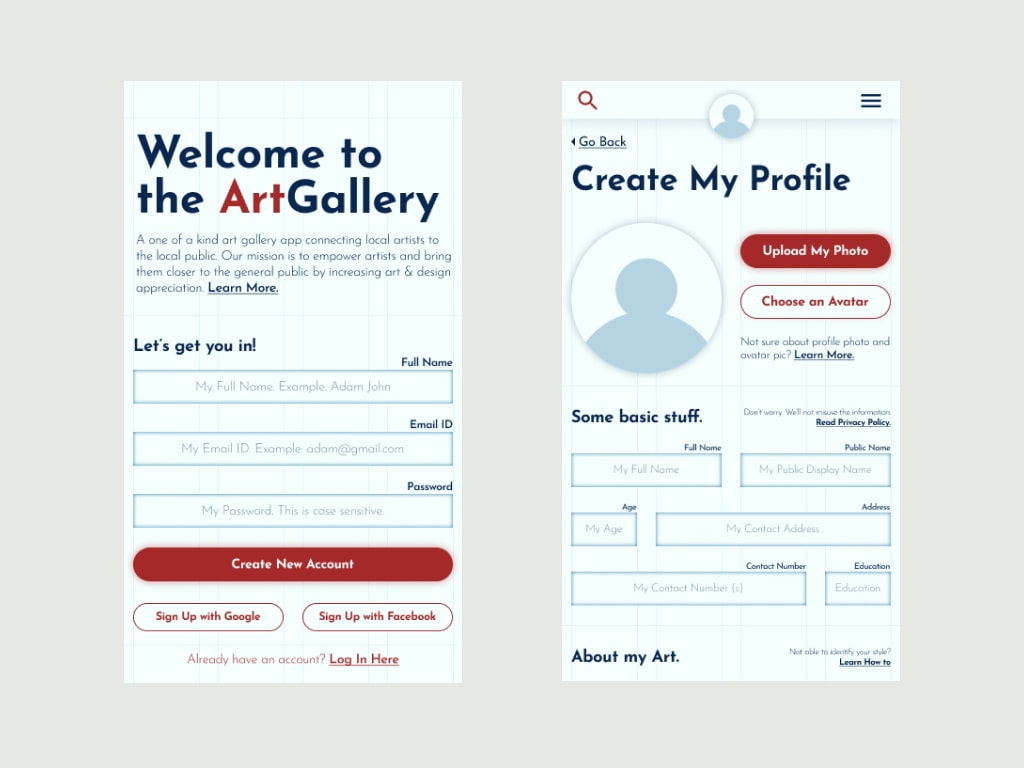 Welcome to
the ArtGallery
A one of a kind art gallery app connecting local artists to
the local public. Our mission is to empower artists and bring
them closer to the general public by increasing art & design
appreciation. Learn More.
Let's get you in!
Full Name
My Full Name. Example: Adam John
Email ID
My Email ID. Example: adam@gmail.com
Password
My Password. This is case sensitive.
Create New Account
Sign Up with Google
Sign Up with Facebook
Already have an account? Log In Here
Go Back
Create My Profile
Upload My Photo
Choose an Avatar
Not sure about profile photo and
avatar pic? Learn More.
Some basic stuff.
Don't worry. We'll not misuse the information.
Read Privacy Policy.
Full Name
My Full Name
Public Name
My Public Display Name
Age
My Age
Address
My Contact Address
Contact Number
My Contact Number (s)
Education
Education
About my Art.
Not able to identify your style?
Learn How to